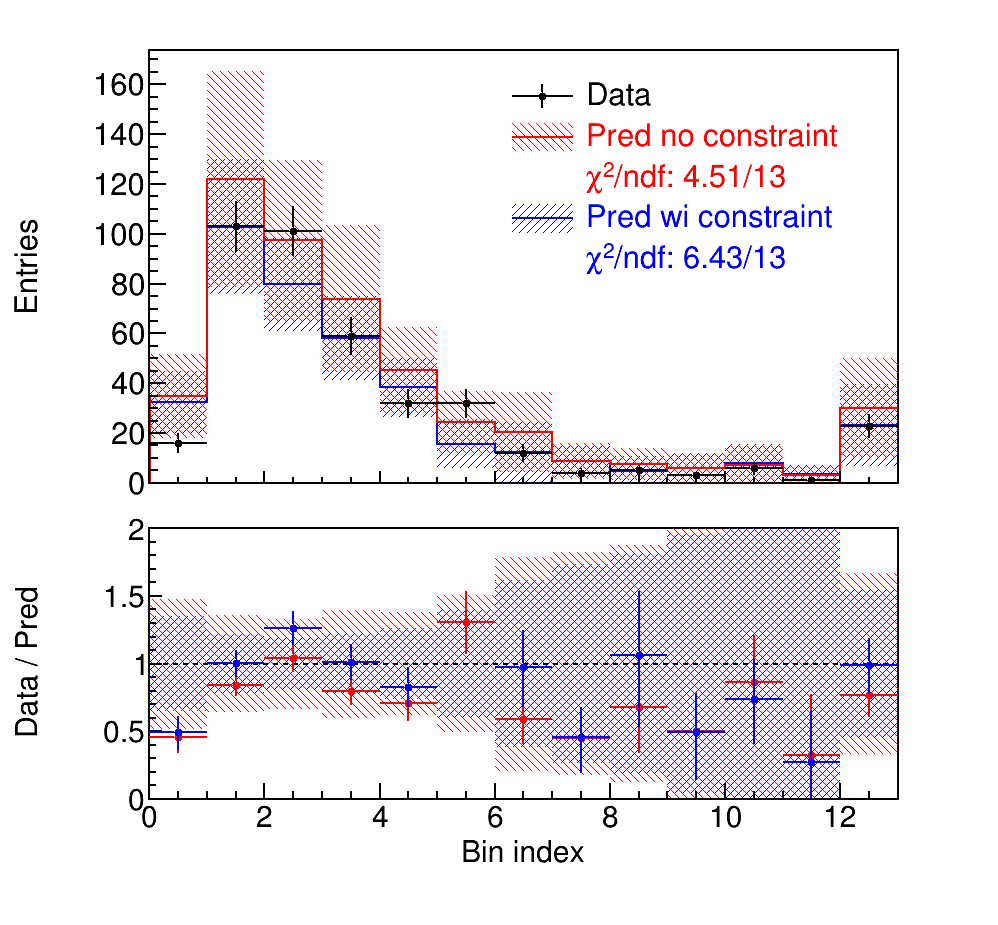 160
140
120
100
80
60
40
20
0
Entries
Data
Pred no constraint
χ²/ndf: 4.51/13
Pred wi constraint
χ²/ndf: 6.43/13
2
1.5
1
0.5
0
Data / Pred
0 2 4 6 8 10 12
Bin index